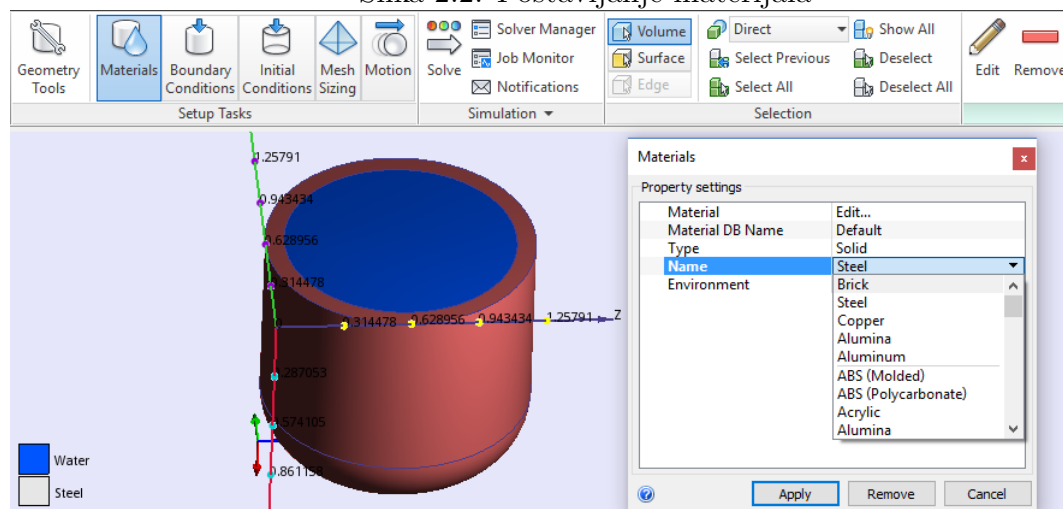 Slika 2.2: Postavljanje materijala
Solver Manager
Volume
Direct
Show All
Job Monitor
Surface
Select Previous
Deselect
Geometry Tools
Materials
Boundary Conditions
Initial Conditions
Mesh Sizing
Motion
Solve
Notifications
Edge
Select All
Deselect All
Edit
Remove
Setup Tasks
Simulation
Selection
1.25791
0.943434
0.628956
0.314478
0.314478
0.628956
0.943434
1.25791
Z
0.287053
0.574105
0.861158
Water
Steel
Materials
x
Property settings
Material Edit...
Material DB Name Default
Type Solid
Name Steel
Environment Brick
Steel
Copper
Alumina
Aluminum
ABS (Molded)
ABS (Polycarbonate)
Acrylic
Alumina
?
Apply
Remove
Cancel